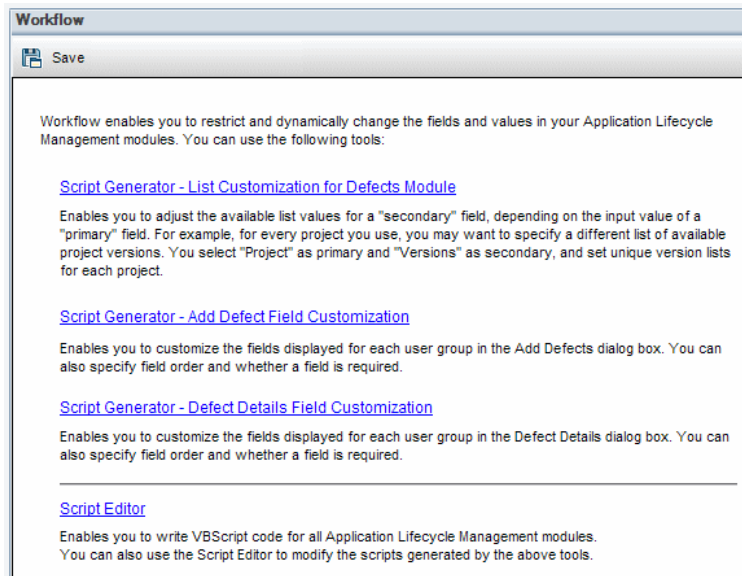 Workflow
Save
Workflow enables you to restrict and dynamically change the fields and values in your Application Lifecycle
Management modules. You can use the following tools:
Script Generator - List Customization for Defects Module
Enables you to adjust the available list values for a "secondary" field, depending on the input value of a
"primary" field. For example, for every project you use, you may want to specify a different list of available
project versions. You select "Project" as primary and "Versions" as secondary, and set unique version lists
for each project.
Script Generator - Add Defect Field Customization
Enables you to customize the fields displayed for each user group in the Add Defects dialog box. You can
also specify field order and whether a field is required.
Script Generator - Defect Details Field Customization
Enables you to customize the fields displayed for each user group in the Defect Details dialog box. You can
also specify field order and whether a field is required.
Script Editor
Enables you to write VBScript code for all Application Lifecycle Management modules.
You can also use the Script Editor to modify the scripts generated by the above tools.